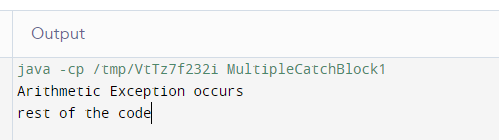 Output
java -cp /tmp/VtTz7f232i MultipleCatchBlock1
Arithmetic Exception occurs
rest of the code